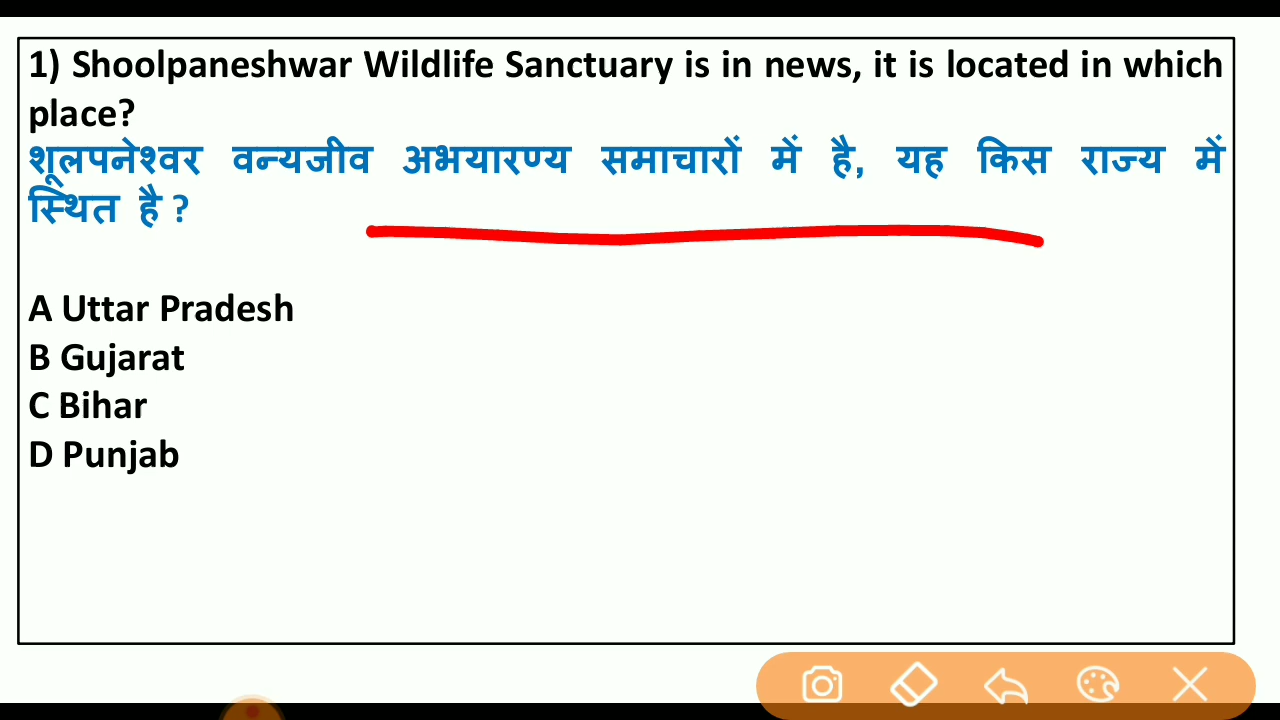 1) Shoolpaneshwar Wildlife Sanctuary is in news, it is located in which
place?
शूलपनेश्वर वन्यजीव अभयारण्य समाचारों में है, यह किस राज्य में
स्थित है ?
A Uttar Pradesh
B Gujarat
C Bihar
D Punjab